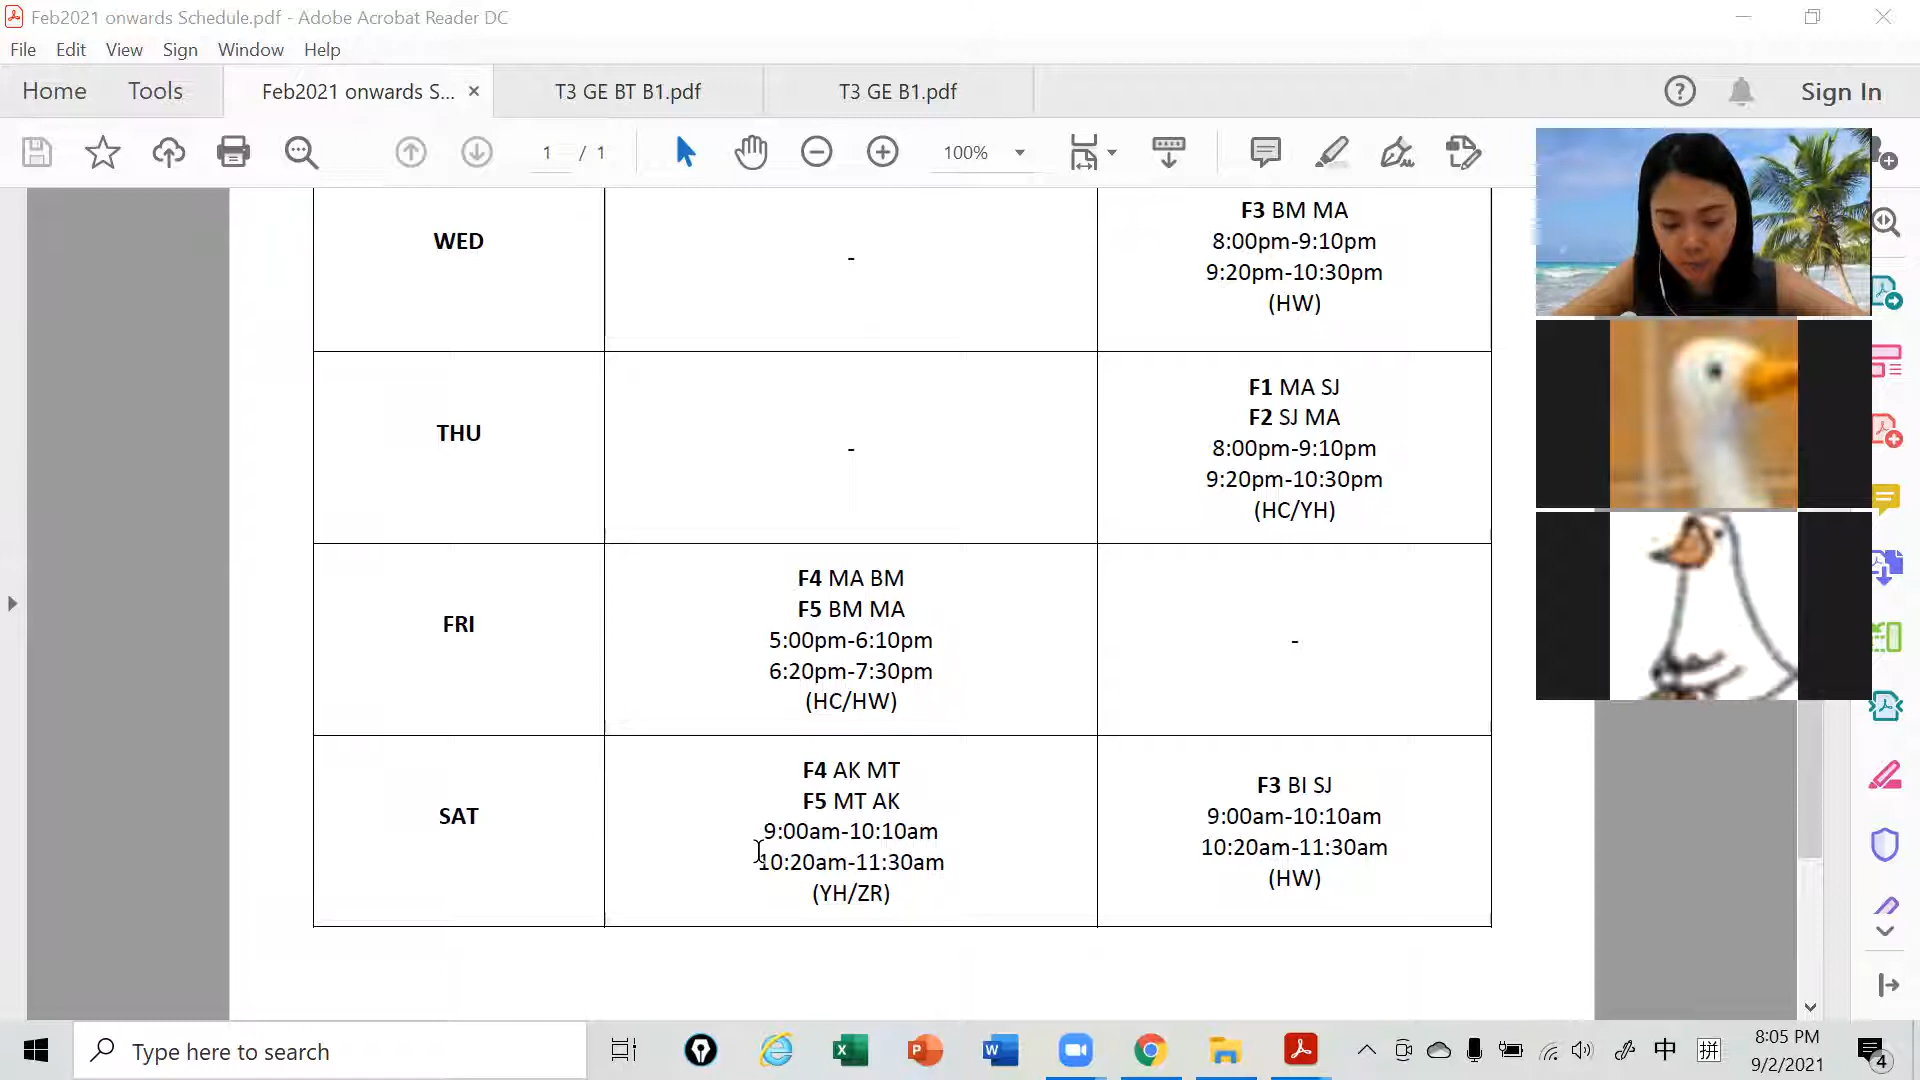 Feb2021 onwards Schedule.pdf - Adobe Acrobat Reader DC
File Edit View Sign Window Help
Home Tools Feb2021 onwards S... × T3 GE BT B1.pdf T3 GE B1.pdf Sign In
1 / 1 100%
WED
-
F3 BM MA
8:00pm-9:10pm
9:20pm-10:30pm
(HW)
THU
-
F1 MA SJ
F2 SJ MA
8:00pm-9:10pm
9:20pm-10:30pm
(HC/YH)
FRI
F4 MA BM
F5 BM MA
5:00pm-6:10pm
6:20pm-7:30pm
(HC/HW)
-
SAT
F4 AK MT
F5 MT AK
9:00am-10:10am
10:20am-11:30am
(YH/ZR)
F3 BI SJ
9:00am-10:10am
10:20am-11:30am
(HW)
Type here to search
中 拼
8:05 PM
9/2/2021
4